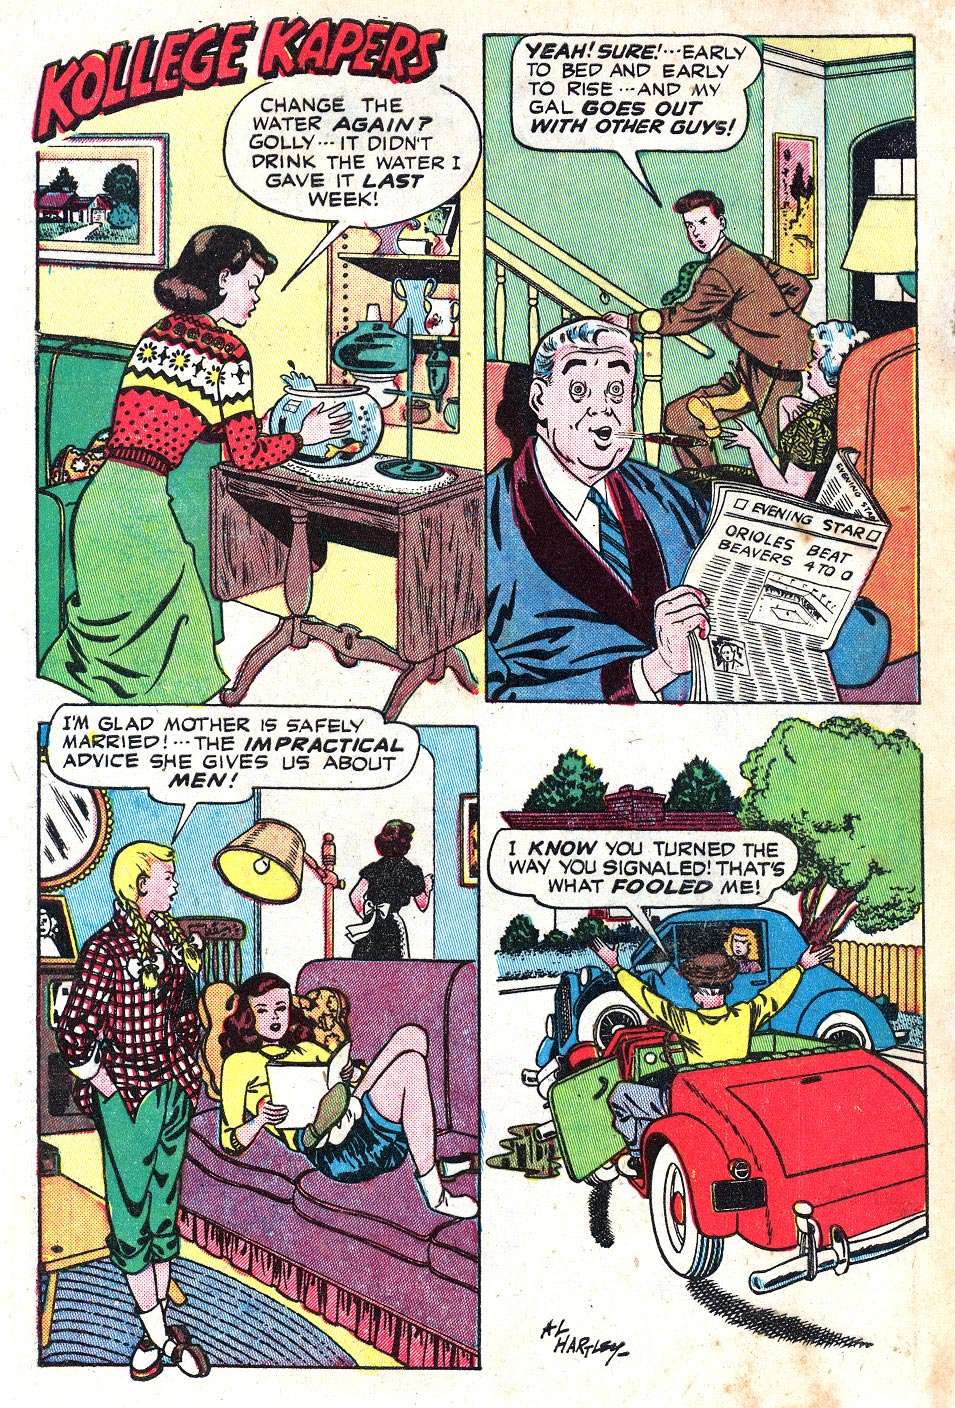 KOLLEGE KAPERS
CHANGE THE
WATER AGAIN?
GOLLY---IT DIDN'T
DRINK THE WATER I
GAVE IT LAST
WEEK!
YEAH! SURE!---EARLY
TO BED AND EARLY
TO RISE---AND MY
GAL GOES OUT
WITH OTHER GUYS!
EVENING STAR
EVENING STAR
ORIOLES BEAT
BEAVERS 4 TO 0
I'M GLAD MOTHER IS SAFELY
MARRIED!---THE IMPRACTICAL
ADVICE SHE GIVES US ABOUT
MEN!
I KNOW YOU TURNED THE
WAY YOU SIGNALED! THAT'S
WHAT FOOLED ME!
AL
HARTLEY